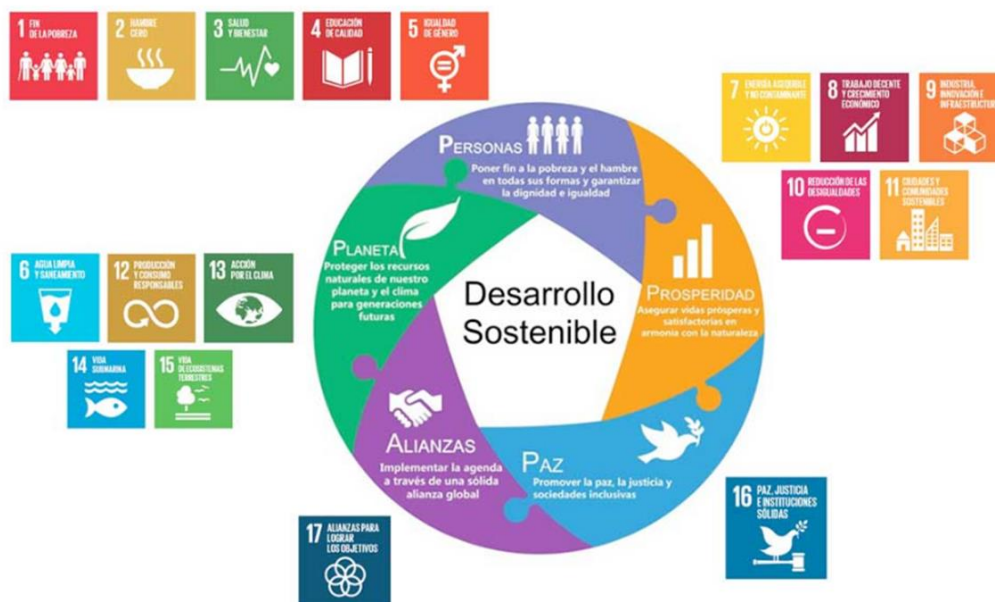 1 FIN
DE LA POBREZA
2 HAMBRE
CERO
3 SALUD
Y BIENESTAR
4 EDUCACIÓN
DE CALIDAD
5 IGUALDAD
DE GÉNERO
7 ENERGÍA ASEQUIBLE
Y NO CONTAMINANTE
8 TRABAJO DECENTE
Y CRECIMIENTO
ECONÓMICO
9 INDUSTRIA,
INNOVACIÓN E
INFRAESTRUCTUR
10 REDUCCIÓN DE LAS
DESIGUALDADES
11 CIUDADES Y
COMUNIDADES
SOSTENIBLES
PERSONAS
Poner fin a la pobreza y el hambre
en todas sus formas y garantizar
la dignidad e igualdad
6 AGUA LIMPIA
Y SANEAMIENTO
12 PRODUCCIÓN
Y CONSUMO
RESPONSABLES
13 ACCIÓN
POR EL CLIMA
14 VIDA
SUBMARINA
15 VIDA
DE ECOSISTEMAS
TERRESTRES
PLANETA
Proteger los recursos
naturales de nuestro
planeta y el clima
para generaciones
futuras
Desarrollo
Sostenible
PROSPERIDAD
Asegurar vidas prósperas y
satisfactorias en
armonía con la naturaleza
ALIANZAS
Implementar la agenda
a través de una sólida
alianza global
PAZ
Promover la paz, la justicia y
sociedades inclusivas
17 ALIANZAS PARA
LOGRAR
LOS OBJETIVOS
16 PAZ, JUSTICIA
E INSTITUCIONES
SÓLIDAS